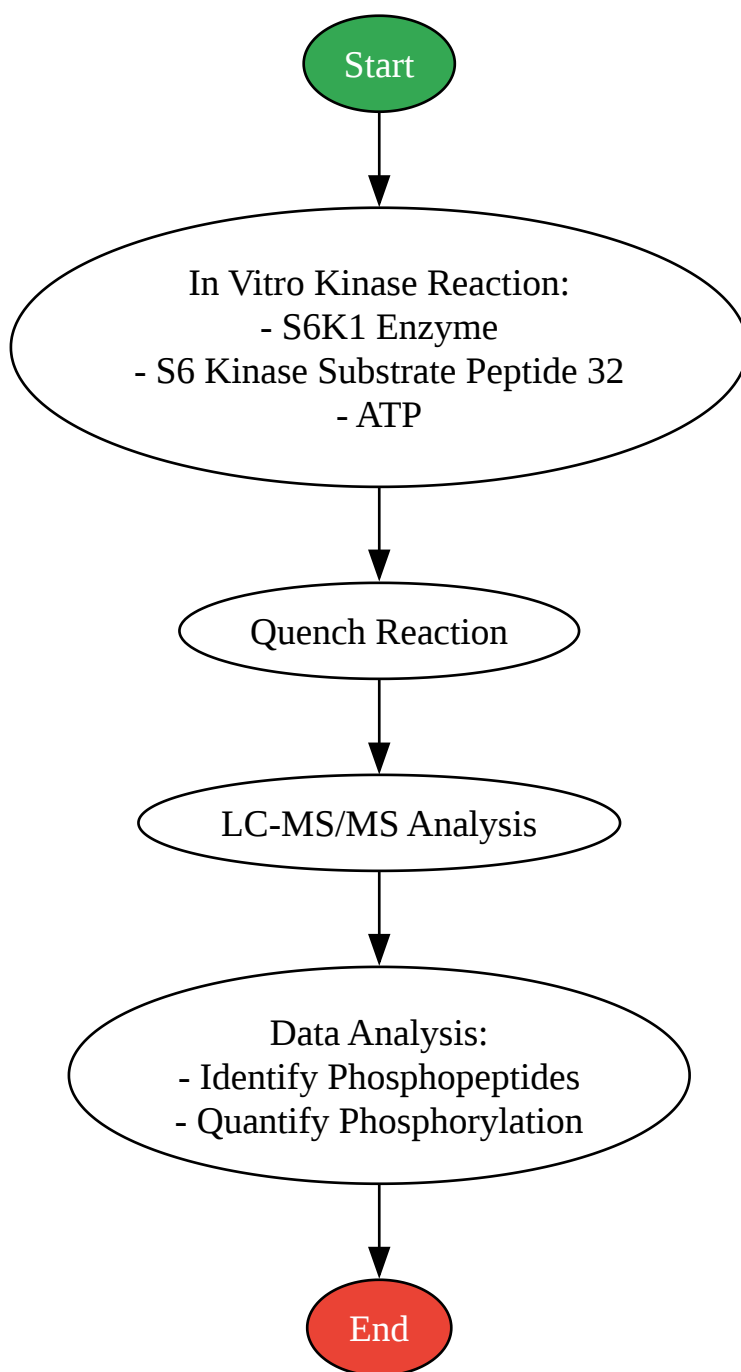 Start
In Vitro Kinase Reaction:
- S6K1 Enzyme
- S6 Kinase Substrate Peptide 32
- ATP
Quench Reaction
LC-MS/MS Analysis
Data Analysis:
- Identify Phosphopeptides
- Quantify Phosphorylation
End